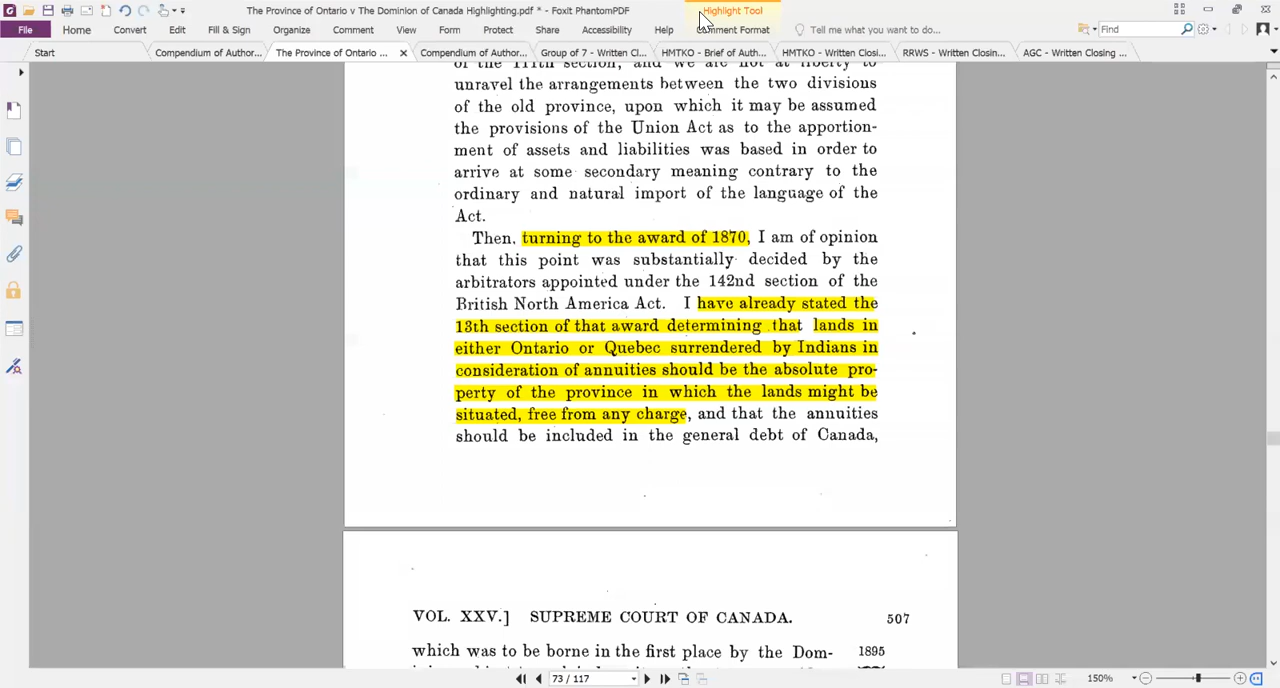 The Province of Ontario v The Dominion of Canada Highlighting.pdf * - Foxit PhantomPDF
Highlight Tool
File Home Convert Edit Fill & Sign Organize Comment View Form Protect Share Accessibility Help Comment Format Tell me what you want to do... Find
Start Compendium of Author... The Province of Ontario ... Compendium of Author... Group of 7 - Written Cl... HMTKO - Brief of Auth... HMTKO - Written Closi... RRWS - Written Closin... AGC - Written Closing ...
of the 111th section, and we are not at liberty to
unravel the arrangements between the two divisions
of the old province, upon which it may be assumed
the provisions of the Union Act as to the apportion-
ment of assets and liabilities was based in order to
arrive at some secondary meaning contrary to the
ordinary and natural import of the language of the
Act.
Then, turning to the award of 1870, I am of opinion
that this point was substantially decided by the
arbitrators appointed under the 142nd section of the
British North America Act. I have already stated the
13th section of that award determining that lands in
either Ontario or Quebec surrendered by Indians in
consideration of annuities should be the absolute pro-
perty of the province in which the lands might be
situated, free from any charge, and that the annuities
should be included in the general debt of Canada,
VOL. XXV.] SUPREME COURT OF CANADA. 507
which was to be borne in the first place by the Dom- 1895
73 / 117
150%